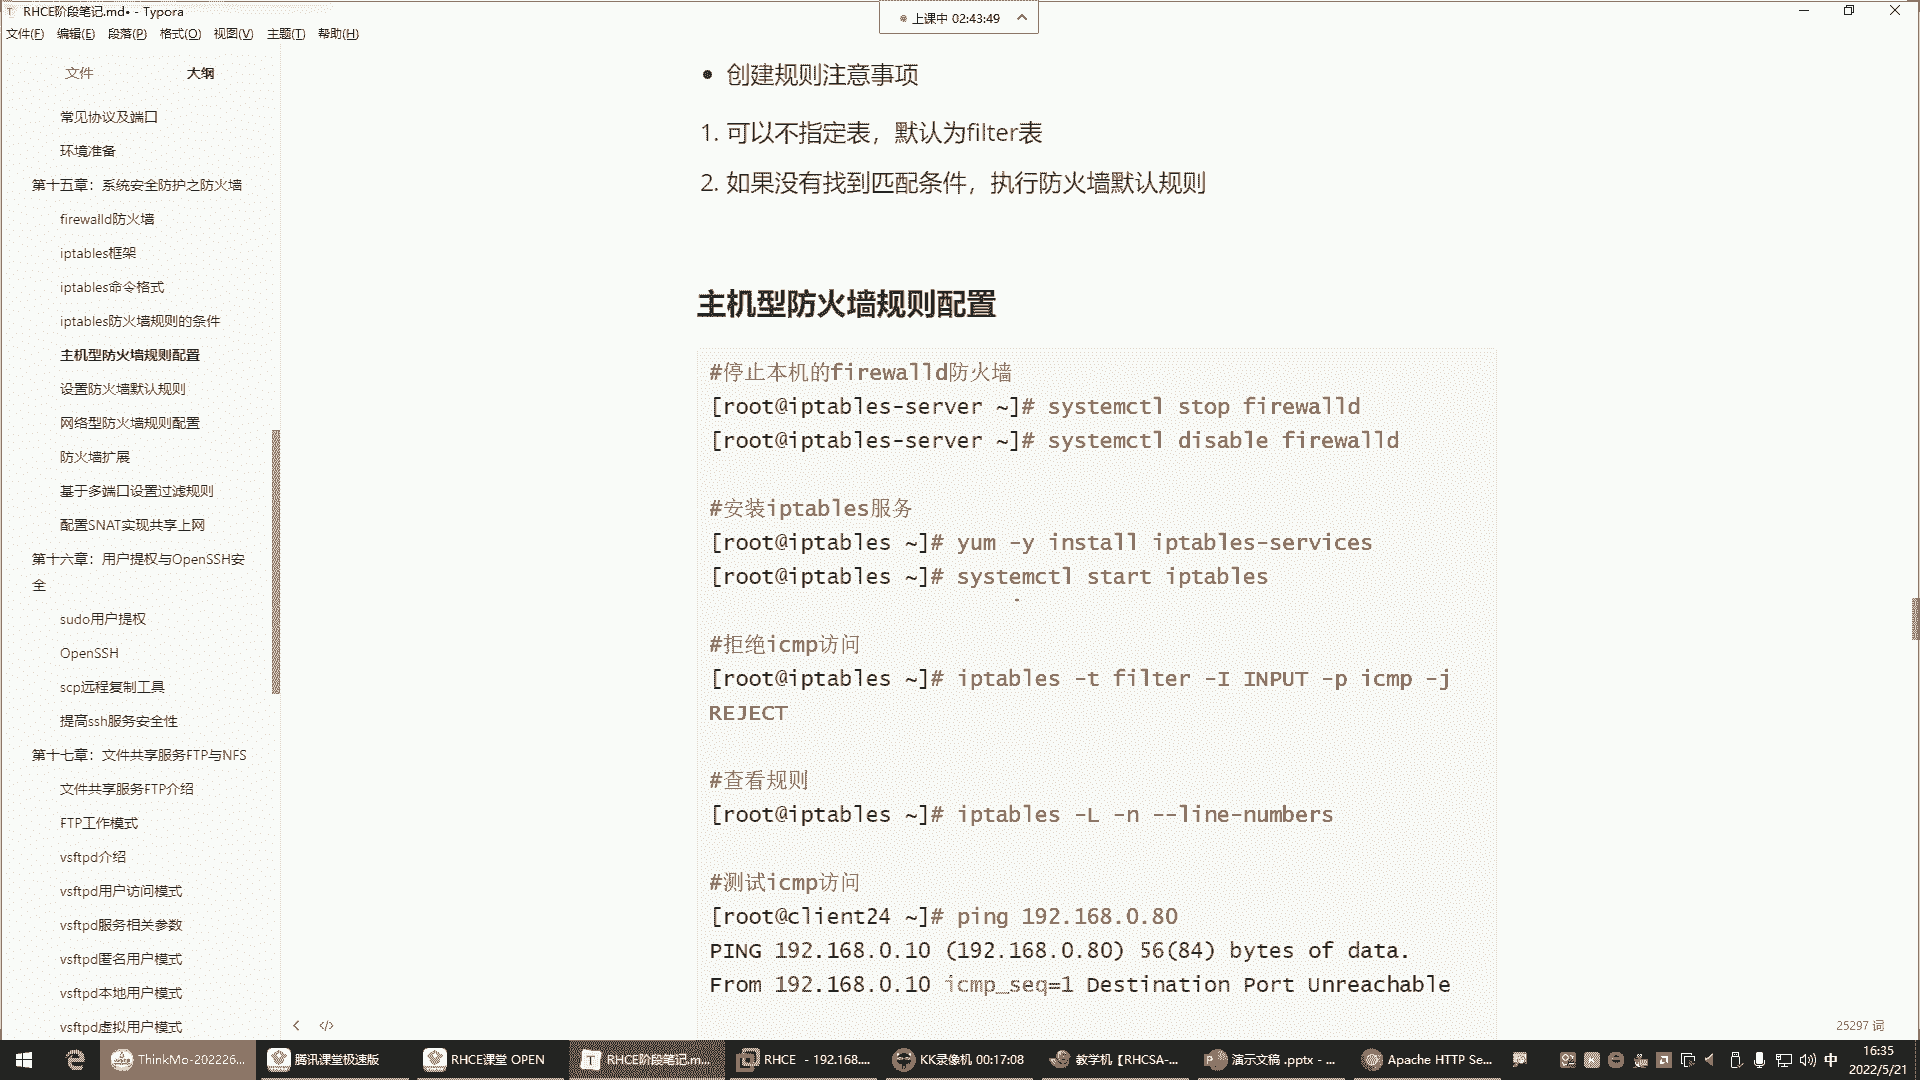 RHCE阶段笔记.md• - Typora
上课中 02:43:49
文件(F) 编辑(E) 段落(P) 格式(O) 视图(V) 主题(T) 帮助(H)
文件 大纲
常见协议及端口
环境准备
第十五章：系统安全防护之防火墙
firewalld防火墙
iptables框架
iptables命令格式
iptables防火墙规则的条件
主机型防火墙规则配置
设置防火墙默认规则
网络型防火墙规则配置
防火墙扩展
基于多端口设置过滤规则
配置SNAT实现共享上网
第十六章：用户提权与OpenSSH安
全
sudo用户提权
OpenSSH
scp远程复制工具
提高ssh服务安全性
第十七章：文件共享服务FTP与NFS
文件共享服务FTP介绍
FTP工作模式
vsftpd介绍
vsftpd用户访问模式
vsftpd服务相关参数
vsftpd匿名用户模式
vsftpd本地用户模式
vsftpd虚拟用户模式
• 创建规则注意事项
1. 可以不指定表，默认为filter表
2. 如果没有找到匹配条件，执行防火墙默认规则
主机型防火墙规则配置
#停止本机的firewalld防火墙
[root@iptables-server ~]# systemctl stop firewalld
[root@iptables-server ~]# systemctl disable firewalld
#安装iptables服务
[root@iptables ~]# yum -y install iptables-services
[root@iptables ~]# systemctl start iptables
#拒绝icmp访问
[root@iptables ~]# iptables -t filter -I INPUT -p icmp -j
REJECT
#查看规则
[root@iptables ~]# iptables -L -n --line-numbers
#测试icmp访问
[root@client24 ~]# ping 192.168.0.80
PING 192.168.0.10 (192.168.0.80) 56(84) bytes of data.
From 192.168.0.10 icmp_seq=1 Destination Port Unreachable
25297 词
ThinkMo-202226... 腾讯课堂极速版 RHCE课堂 OPEN RHCE阶段笔记.m... RHCE - 192.168.... KK录像机 00:17:08 教学机【RHCSA-... 演示文稿 .pptx - ... Apache HTTP Se... 中 16:35
2022/5/21